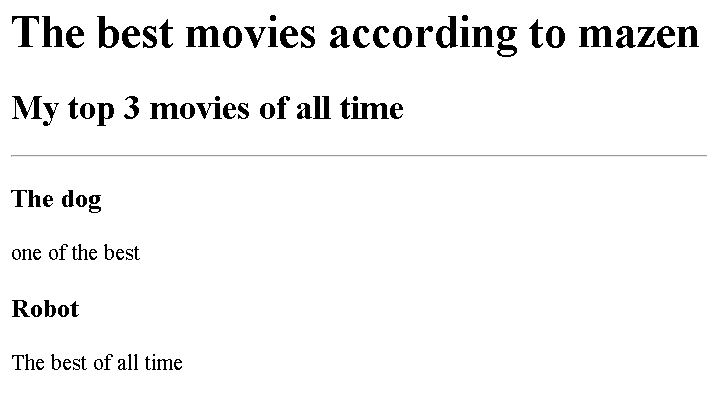 The best movies according to mazen
My top 3 movies of all time
The dog
one of the best
Robot
The best of all time